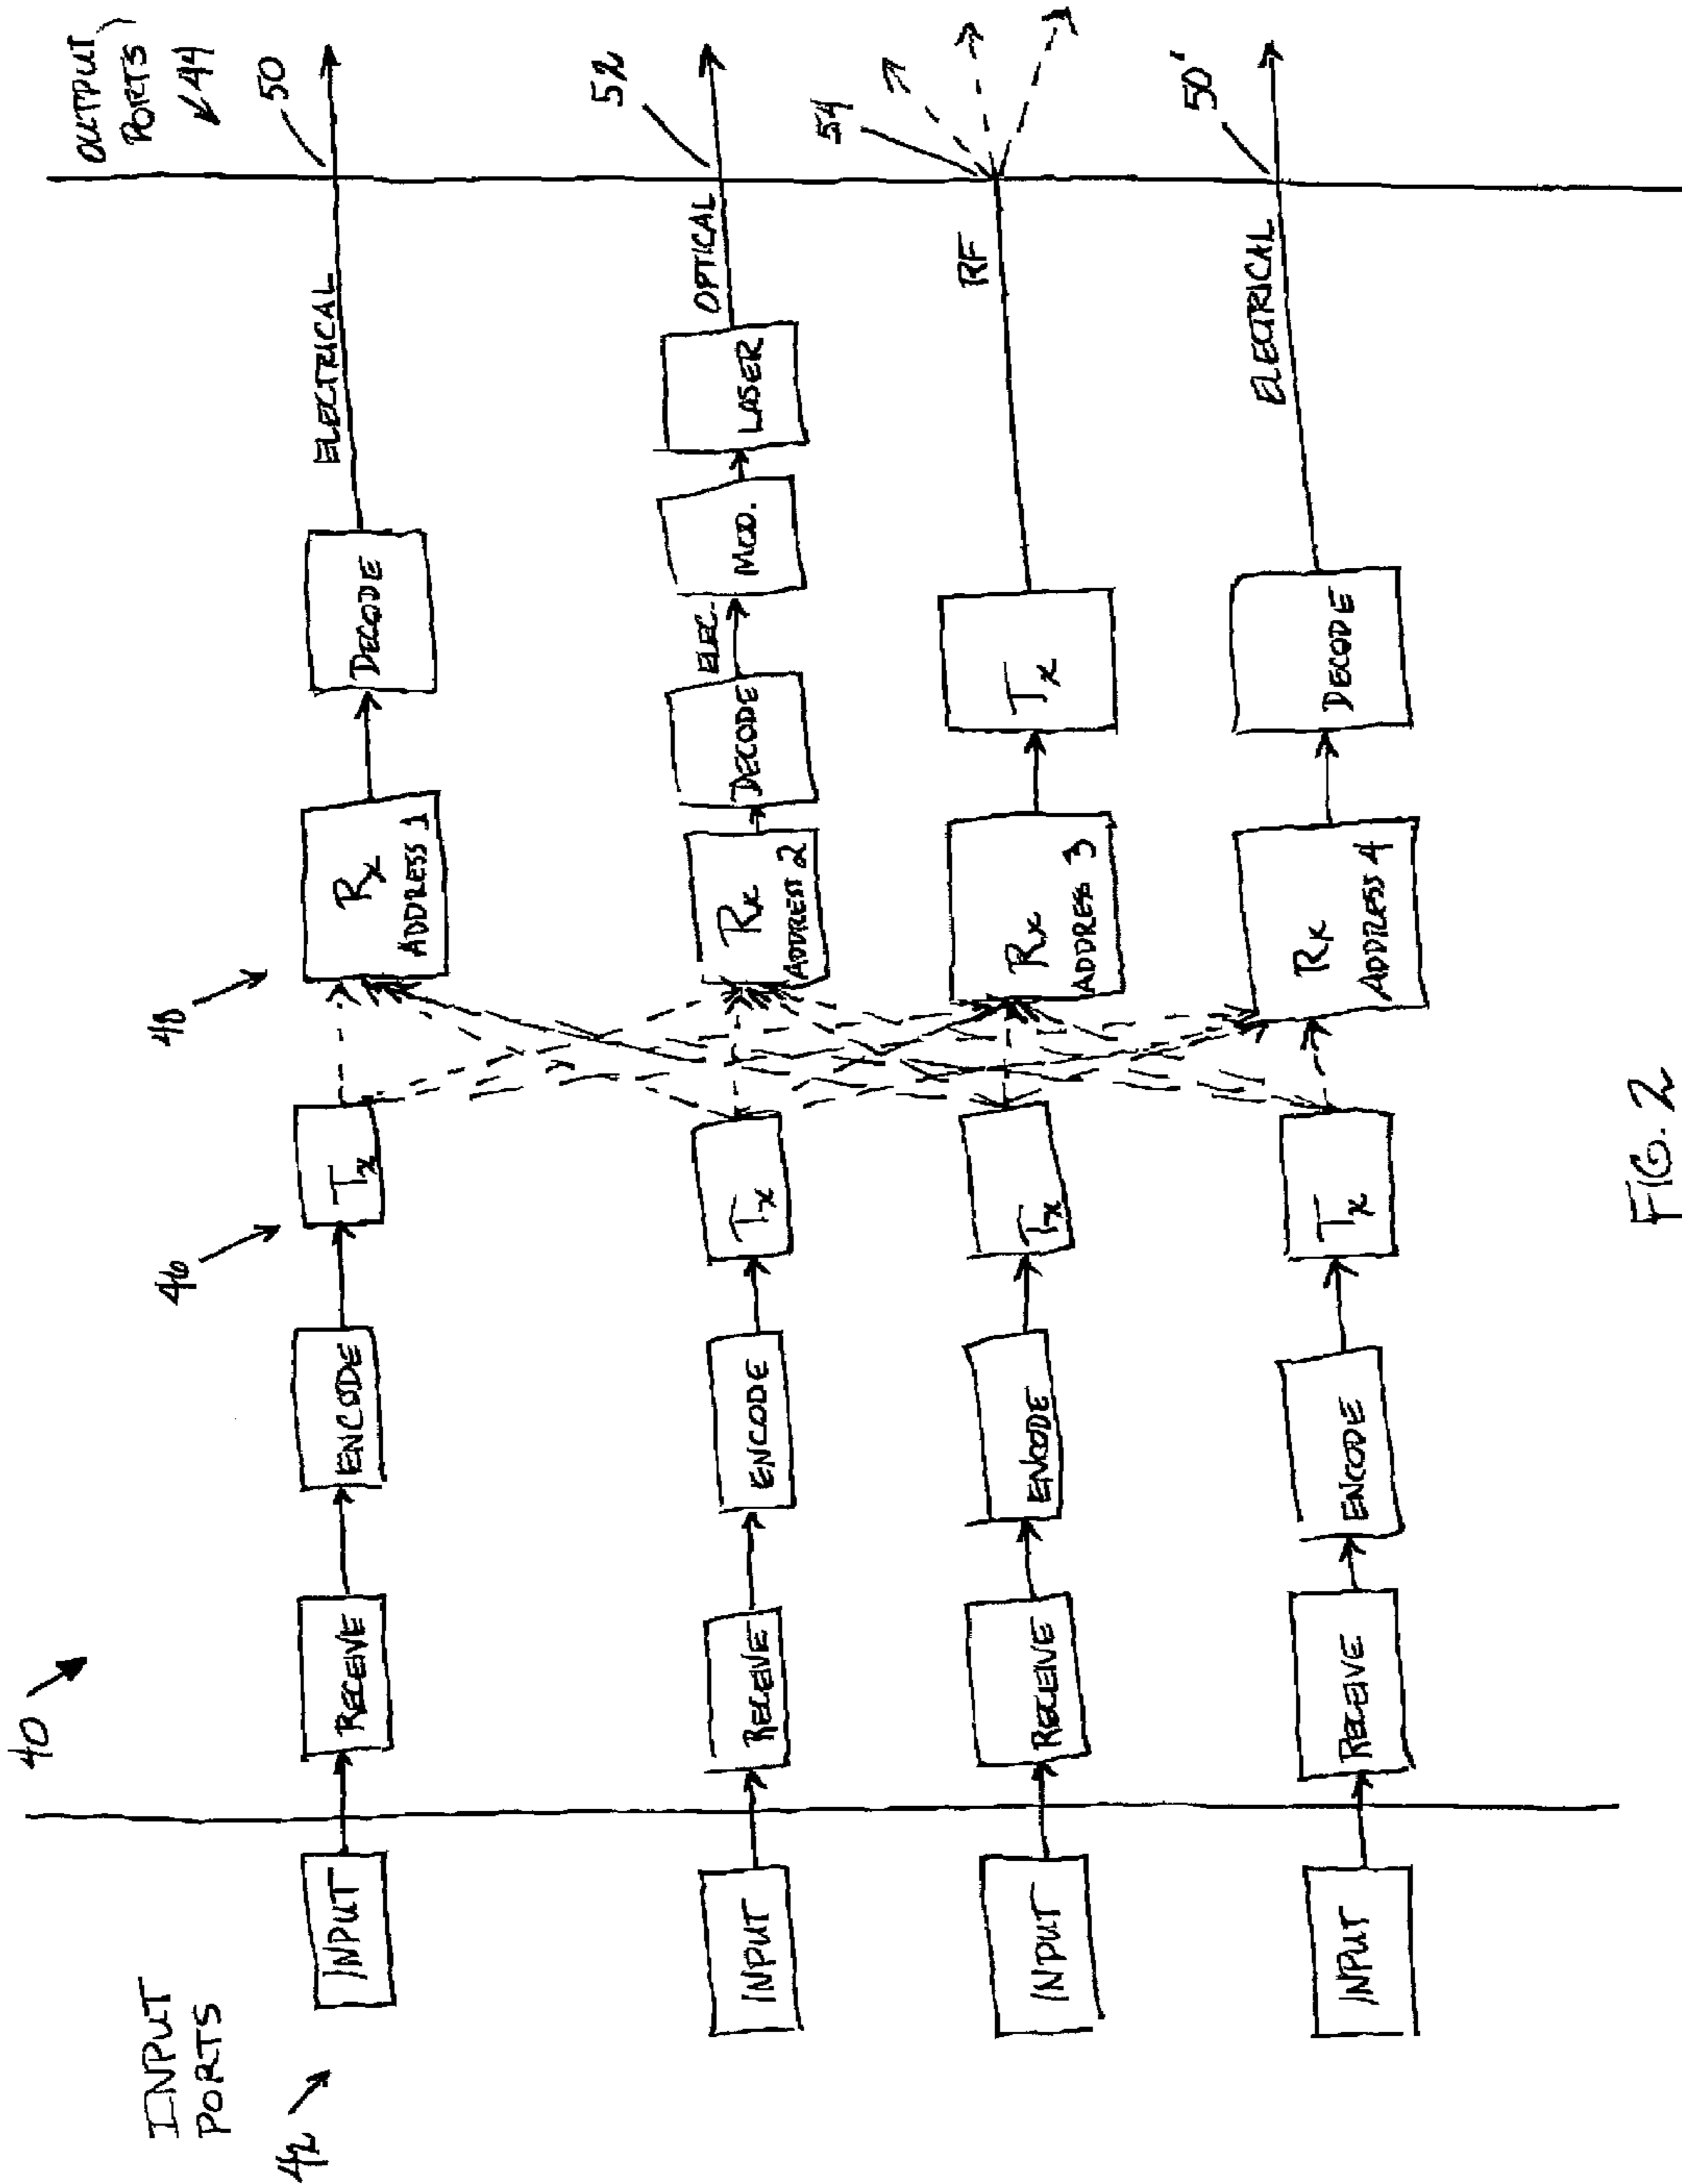 40
INPUT
PORTS
42
OUTPUT
PORTS
44
46
48
50
INPUT
RECEIVE
ENCODE
Tx
Rx
ADDRESS 1
DECODE
ELECTRICAL
52
INPUT
RECEIVE
ENCODE
Tx
Rx
ADDRESS 2
DECODE
ELEC.
MOD.
LASER
OPTICAL
54
INPUT
RECEIVE
ENCODE
Tx
Rx
ADDRESS 3
Tx
RF
50'
INPUT
RECEIVE
ENCODE
Tx
Rx
ADDRESS 4
DECODE
ELECTRICAL
FIG. 2